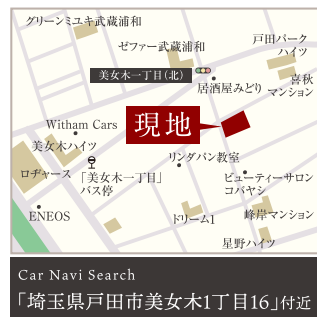 グリーンミユキ武蔵浦和
ゼファー武蔵浦和
戸田パーク
ハイツ
美女木一丁目(北)
居酒屋みどり
喜秋
マンション
現地
Witham Cars
美女木ハイツ
リンダパン教室
ロヂャース
「美女木一丁目」
バス停
ビューティーサロン
コバヤシ
ENEOS
ドリーム1
峰岸マンション
星野ハイツ
Car Navi Search
「埼玉県戸田市美女木1丁目16」付近